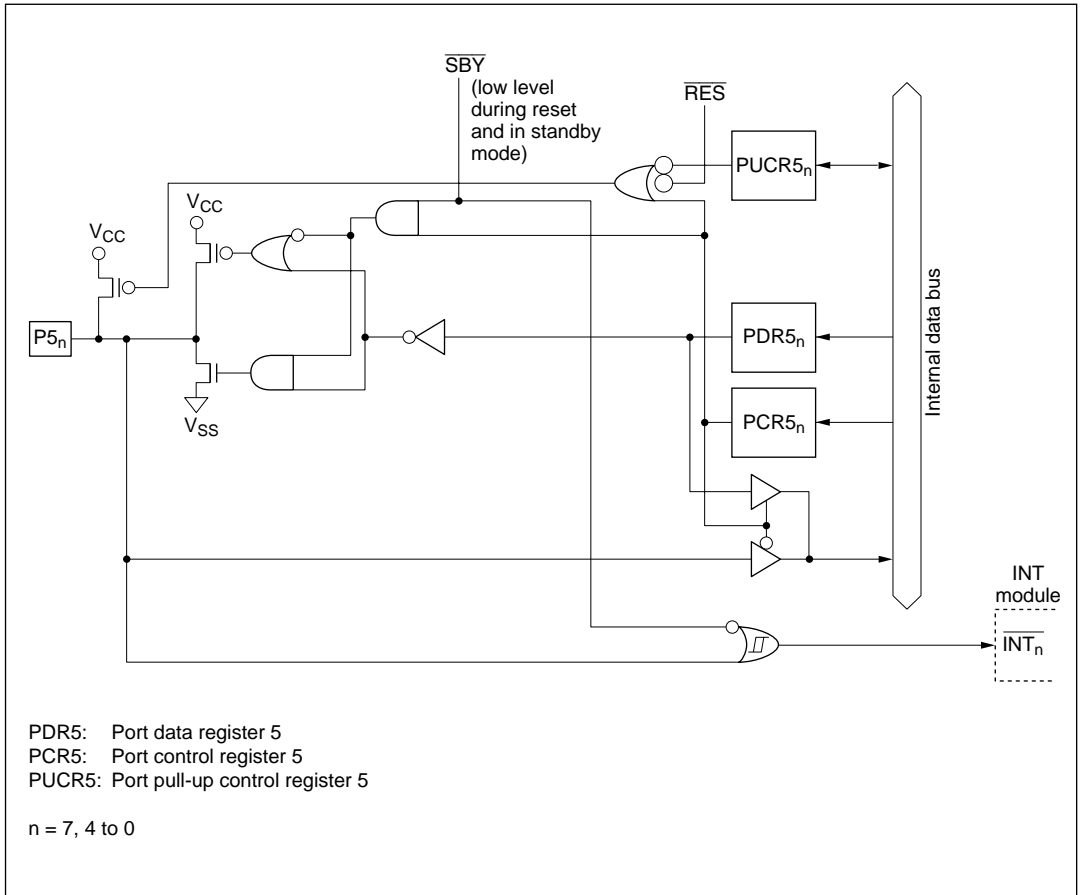 SBY
(low level
during reset
and in standby
mode)
RES
PUCR5n
VCC
VCC
P5n
VSS
PDR5n
PCR5n
Internal data bus
INT
module
INTn
PDR5: Port data register 5
PCR5: Port control register 5
PUCR5: Port pull-up control register 5
n = 7, 4 to 0